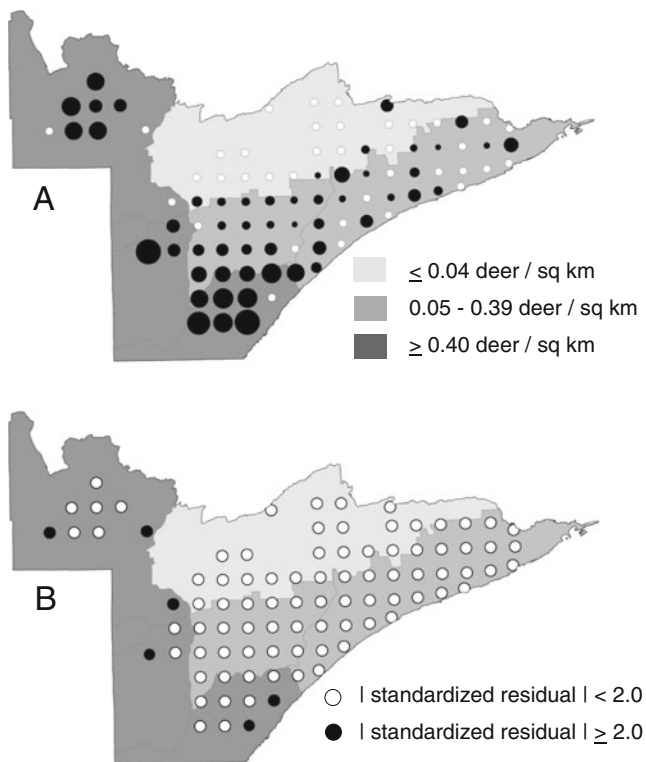 A
≤ 0.04 deer / sq km
0.05 - 0.39 deer / sq km
≥ 0.40 deer / sq km
B
| standardized residual | < 2.0
| standardized residual | ≥ 2.0